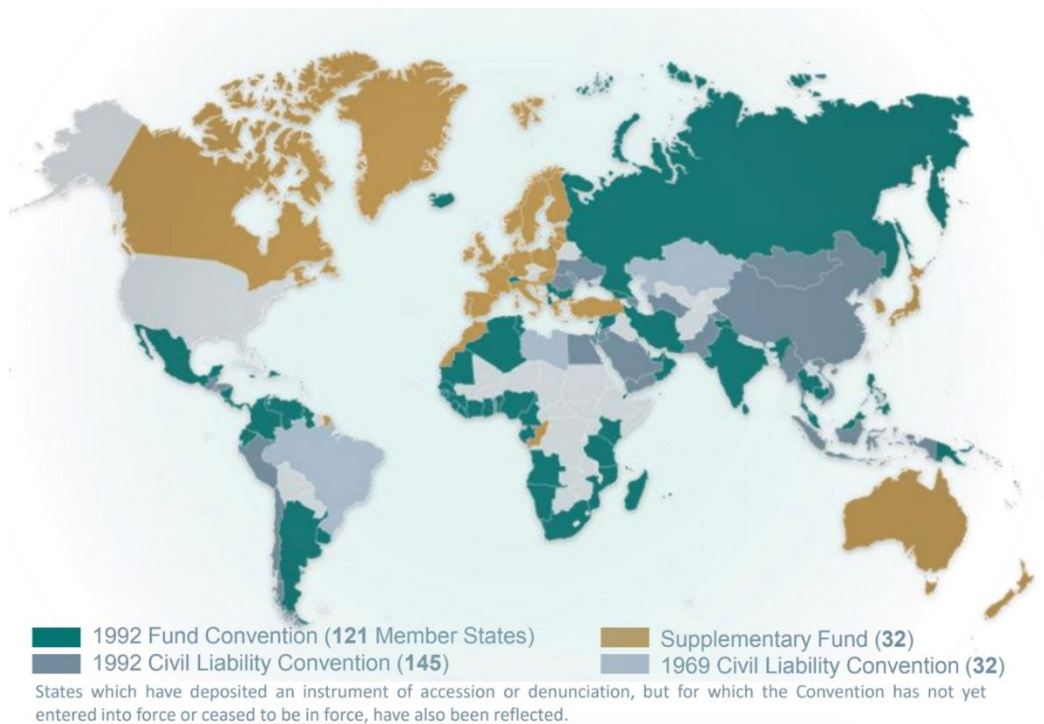 1992 Fund Convention (121 Member States)
1992 Civil Liability Convention (145)
Supplementary Fund (32)
1969 Civil Liability Convention (32)
States which have deposited an instrument of accession or denunciation, but for which the Convention has not yet
entered into force or ceased to be in force, have also been reflected.